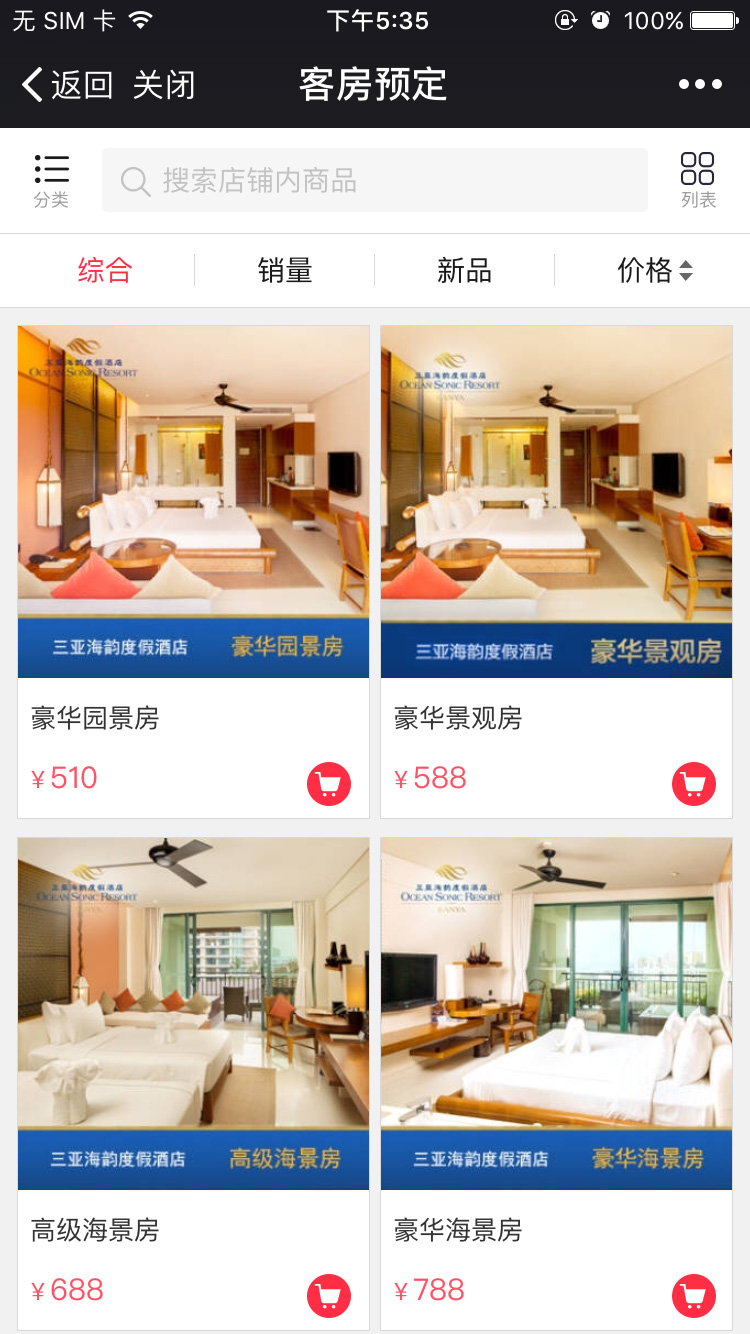 无 SIM 卡
下午5:35
100%
返回 关闭
客房预定
分类
搜索店铺内商品
列表
综合
销量
新品
价格
三亚海韵度假酒店
OCEAN SONIC RESORT
三亚海韵度假酒店 豪华园景房
豪华园景房
¥ 510
三亚海韵度假酒店
OCEAN SONIC RESORT
SANYA
三亚海韵度假酒店 豪华景观房
豪华景观房
¥ 588
三亚海韵度假酒店
OCEAN SONIC RESORT
SANYA
三亚海韵度假酒店 高级海景房
高级海景房
¥ 688
三亚海韵度假酒店
OCEAN SONIC RESORT
SANYA
三亚海韵度假酒店 豪华海景房
豪华海景房
¥ 788